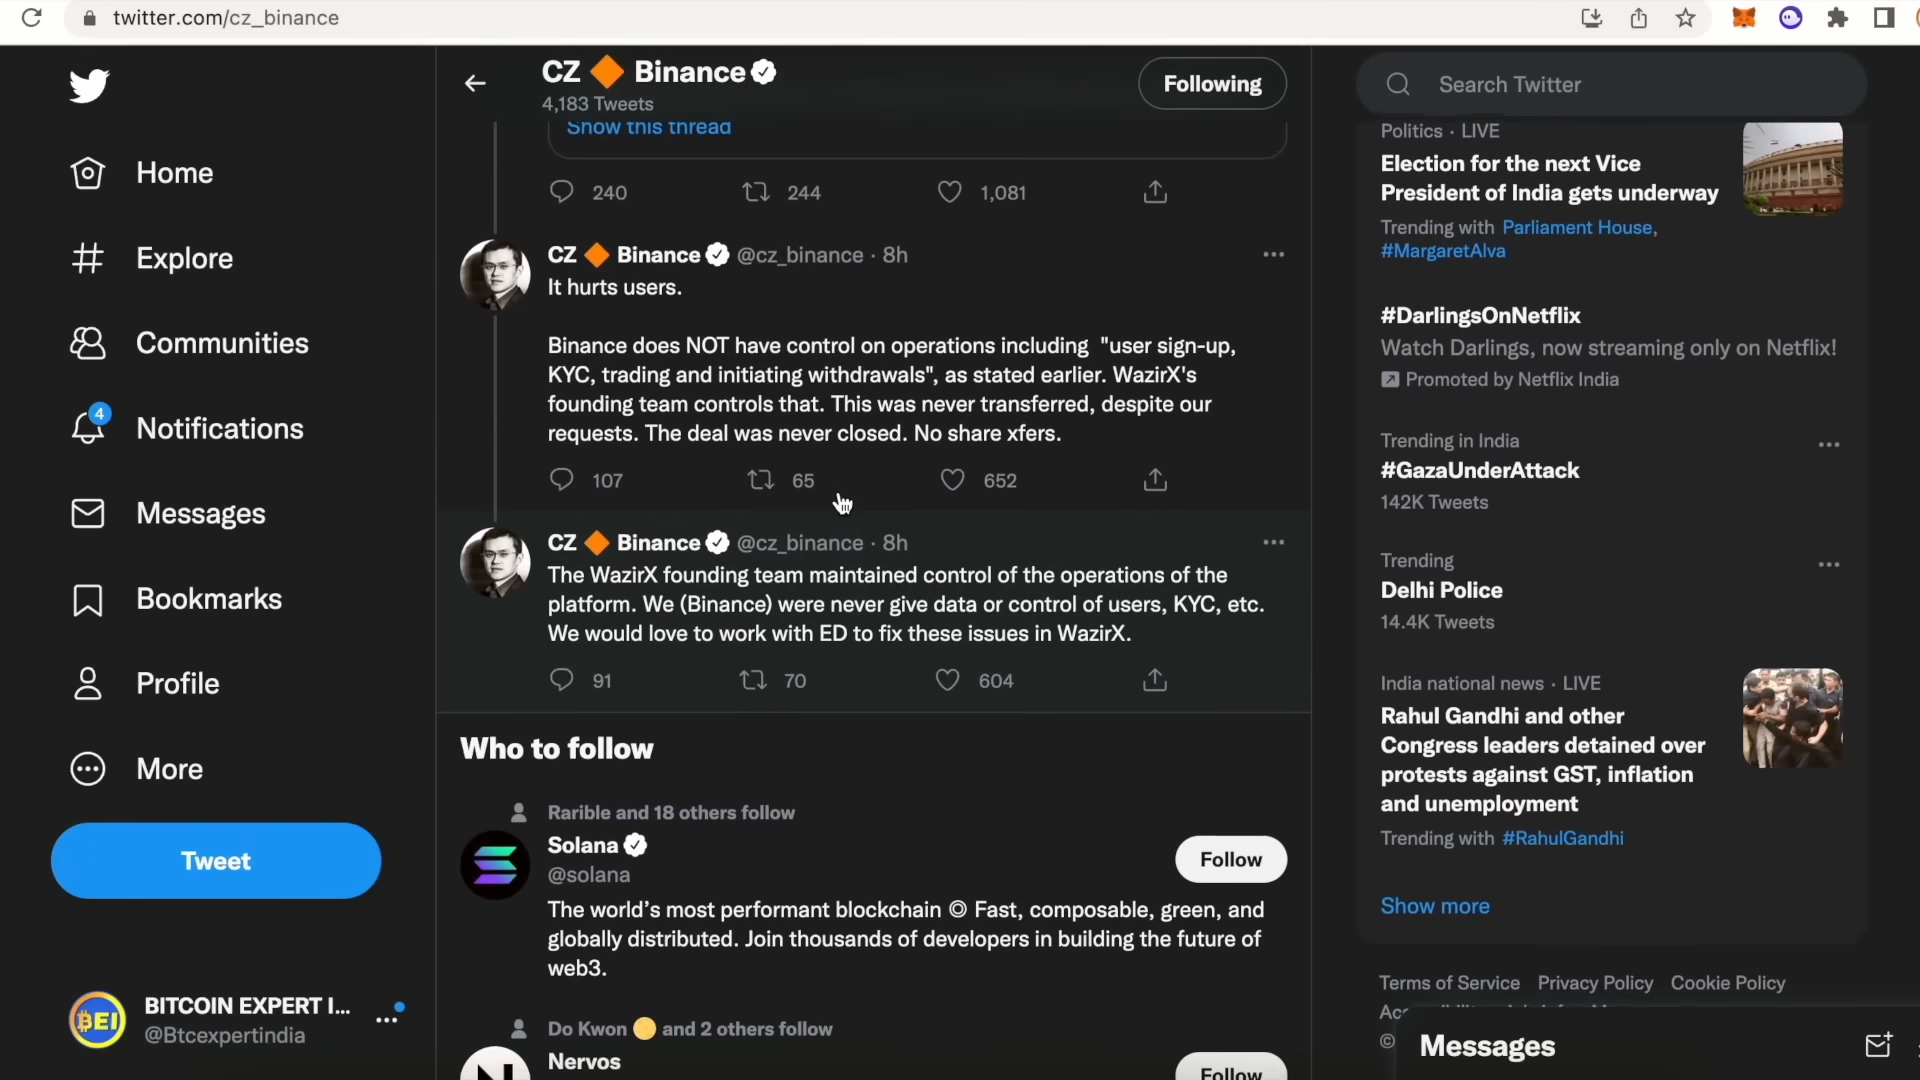 twitter.com/cz_binance
Home
Explore
Communities
4
Notifications
Messages
Bookmarks
Profile
More
Tweet
BEI
BITCOIN EXPERT I...
@Btcexpertindia
CZ 🔶 Binance
4,183 Tweets
Following
Show this thread
240 244 1,081
CZ 🔶 Binance @cz_binance · 8h
It hurts users.
Binance does NOT have control on operations including "user sign-up,
KYC, trading and initiating withdrawals", as stated earlier. WazirX's
founding team controls that. This was never transferred, despite our
requests. The deal was never closed. No share xfers.
107 65 652
CZ 🔶 Binance @cz_binance · 8h
The WazirX founding team maintained control of the operations of the
platform. We (Binance) were never give data or control of users, KYC, etc.
We would love to work with ED to fix these issues in WazirX.
91 70 604
Who to follow
Rarible and 18 others follow
Solana
@solana
Follow
The world's most performant blockchain ◎ Fast, composable, green, and
globally distributed. Join thousands of developers in building the future of
web3.
Do Kwon 🟡 and 2 others follow
Nervos
Follow
Search Twitter
Politics · LIVE
Election for the next Vice
President of India gets underway
Trending with Parliament House,
#MargaretAlva
#DarlingsOnNetflix
Watch Darlings, now streaming only on Netflix!
Promoted by Netflix India
Trending in India
#GazaUnderAttack
142K Tweets
Trending
Delhi Police
14.4K Tweets
India national news · LIVE
Rahul Gandhi and other
Congress leaders detained over
protests against GST, inflation
and unemployment
Trending with #RahulGandhi
Show more
Terms of Service Privacy Policy Cookie Policy
©
Messages